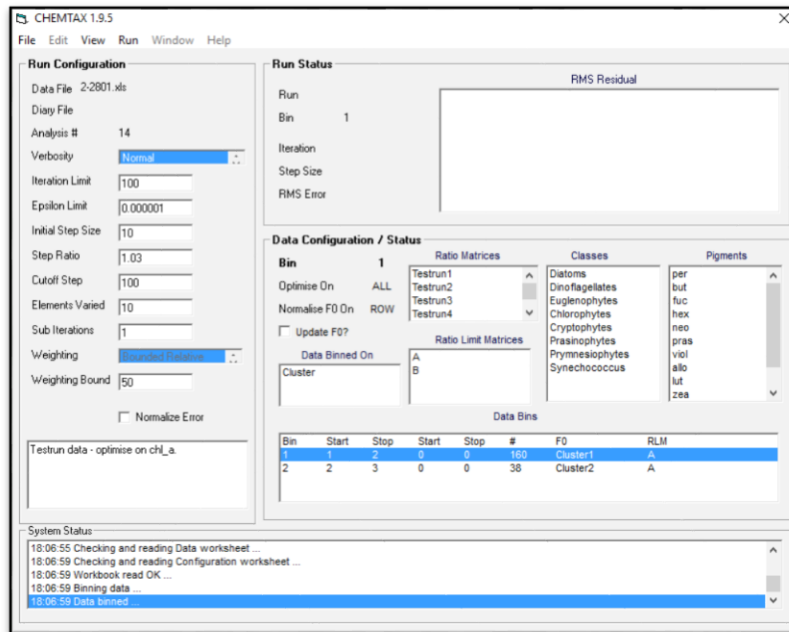 CHEMTAX 1.9.5
File Edit View Run Window Help
Run Configuration
Data File 2-2801.xls
Diary File
Analysis # 14
Verbosity Normal
Iteration Limit 100
Epsilon Limit 0.000001
Initial Step Size 10
Step Ratio 1.03
Cutoff Step 100
Elements Varied 10
Sub Iterations 1
Weighting Bounded Relative
Weighting Bound 50
Normalize Error
Testrun data - optimise on chl_a.
Run Status
RMS Residual
Run
Bin 1
Iteration
Step Size
RMS Error
Data Configuration / Status
Bin 1
Optimise On ALL
Normalise F0 On ROW
Update F0?
Data Binned On
Cluster
Ratio Matrices
Testrun1
Testrun2
Testrun3
Testrun4
Ratio Limit Matrices
A
B
Classes
Diatoms
Dinoflagellates
Euglenophytes
Chlorophytes
Cryptophytes
Prasinophytes
Prymnesiophytes
Synechococcus
Pigments
per
but
fuc
hex
neo
pras
viol
allo
lut
zea
Data Bins
Bin Start Stop Start Stop # F0 RLM
1 1 2 0 0 160 Cluster1 A
2 2 3 0 0 38 Cluster2 A
System Status
18:06:55 Checking and reading Data worksheet ...
18:06:59 Checking and reading Configuration worksheet ...
18:06:59 Workbook read OK ...
18:06:59 Binning data ...
18:06:59 Data binned ...